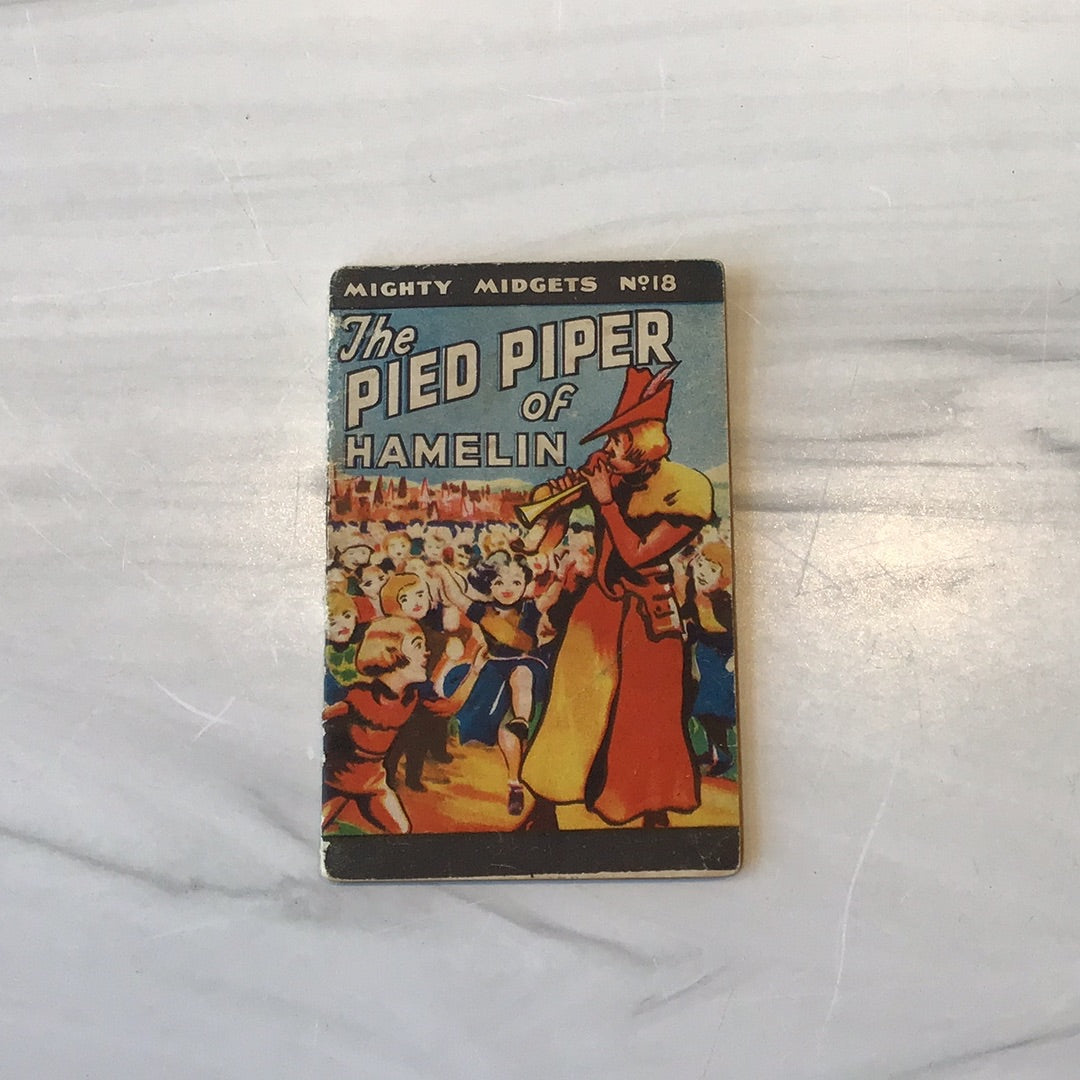 MIGHTY MIDGETS Nº18
The
PIED PIPER
OF
HAMELIN